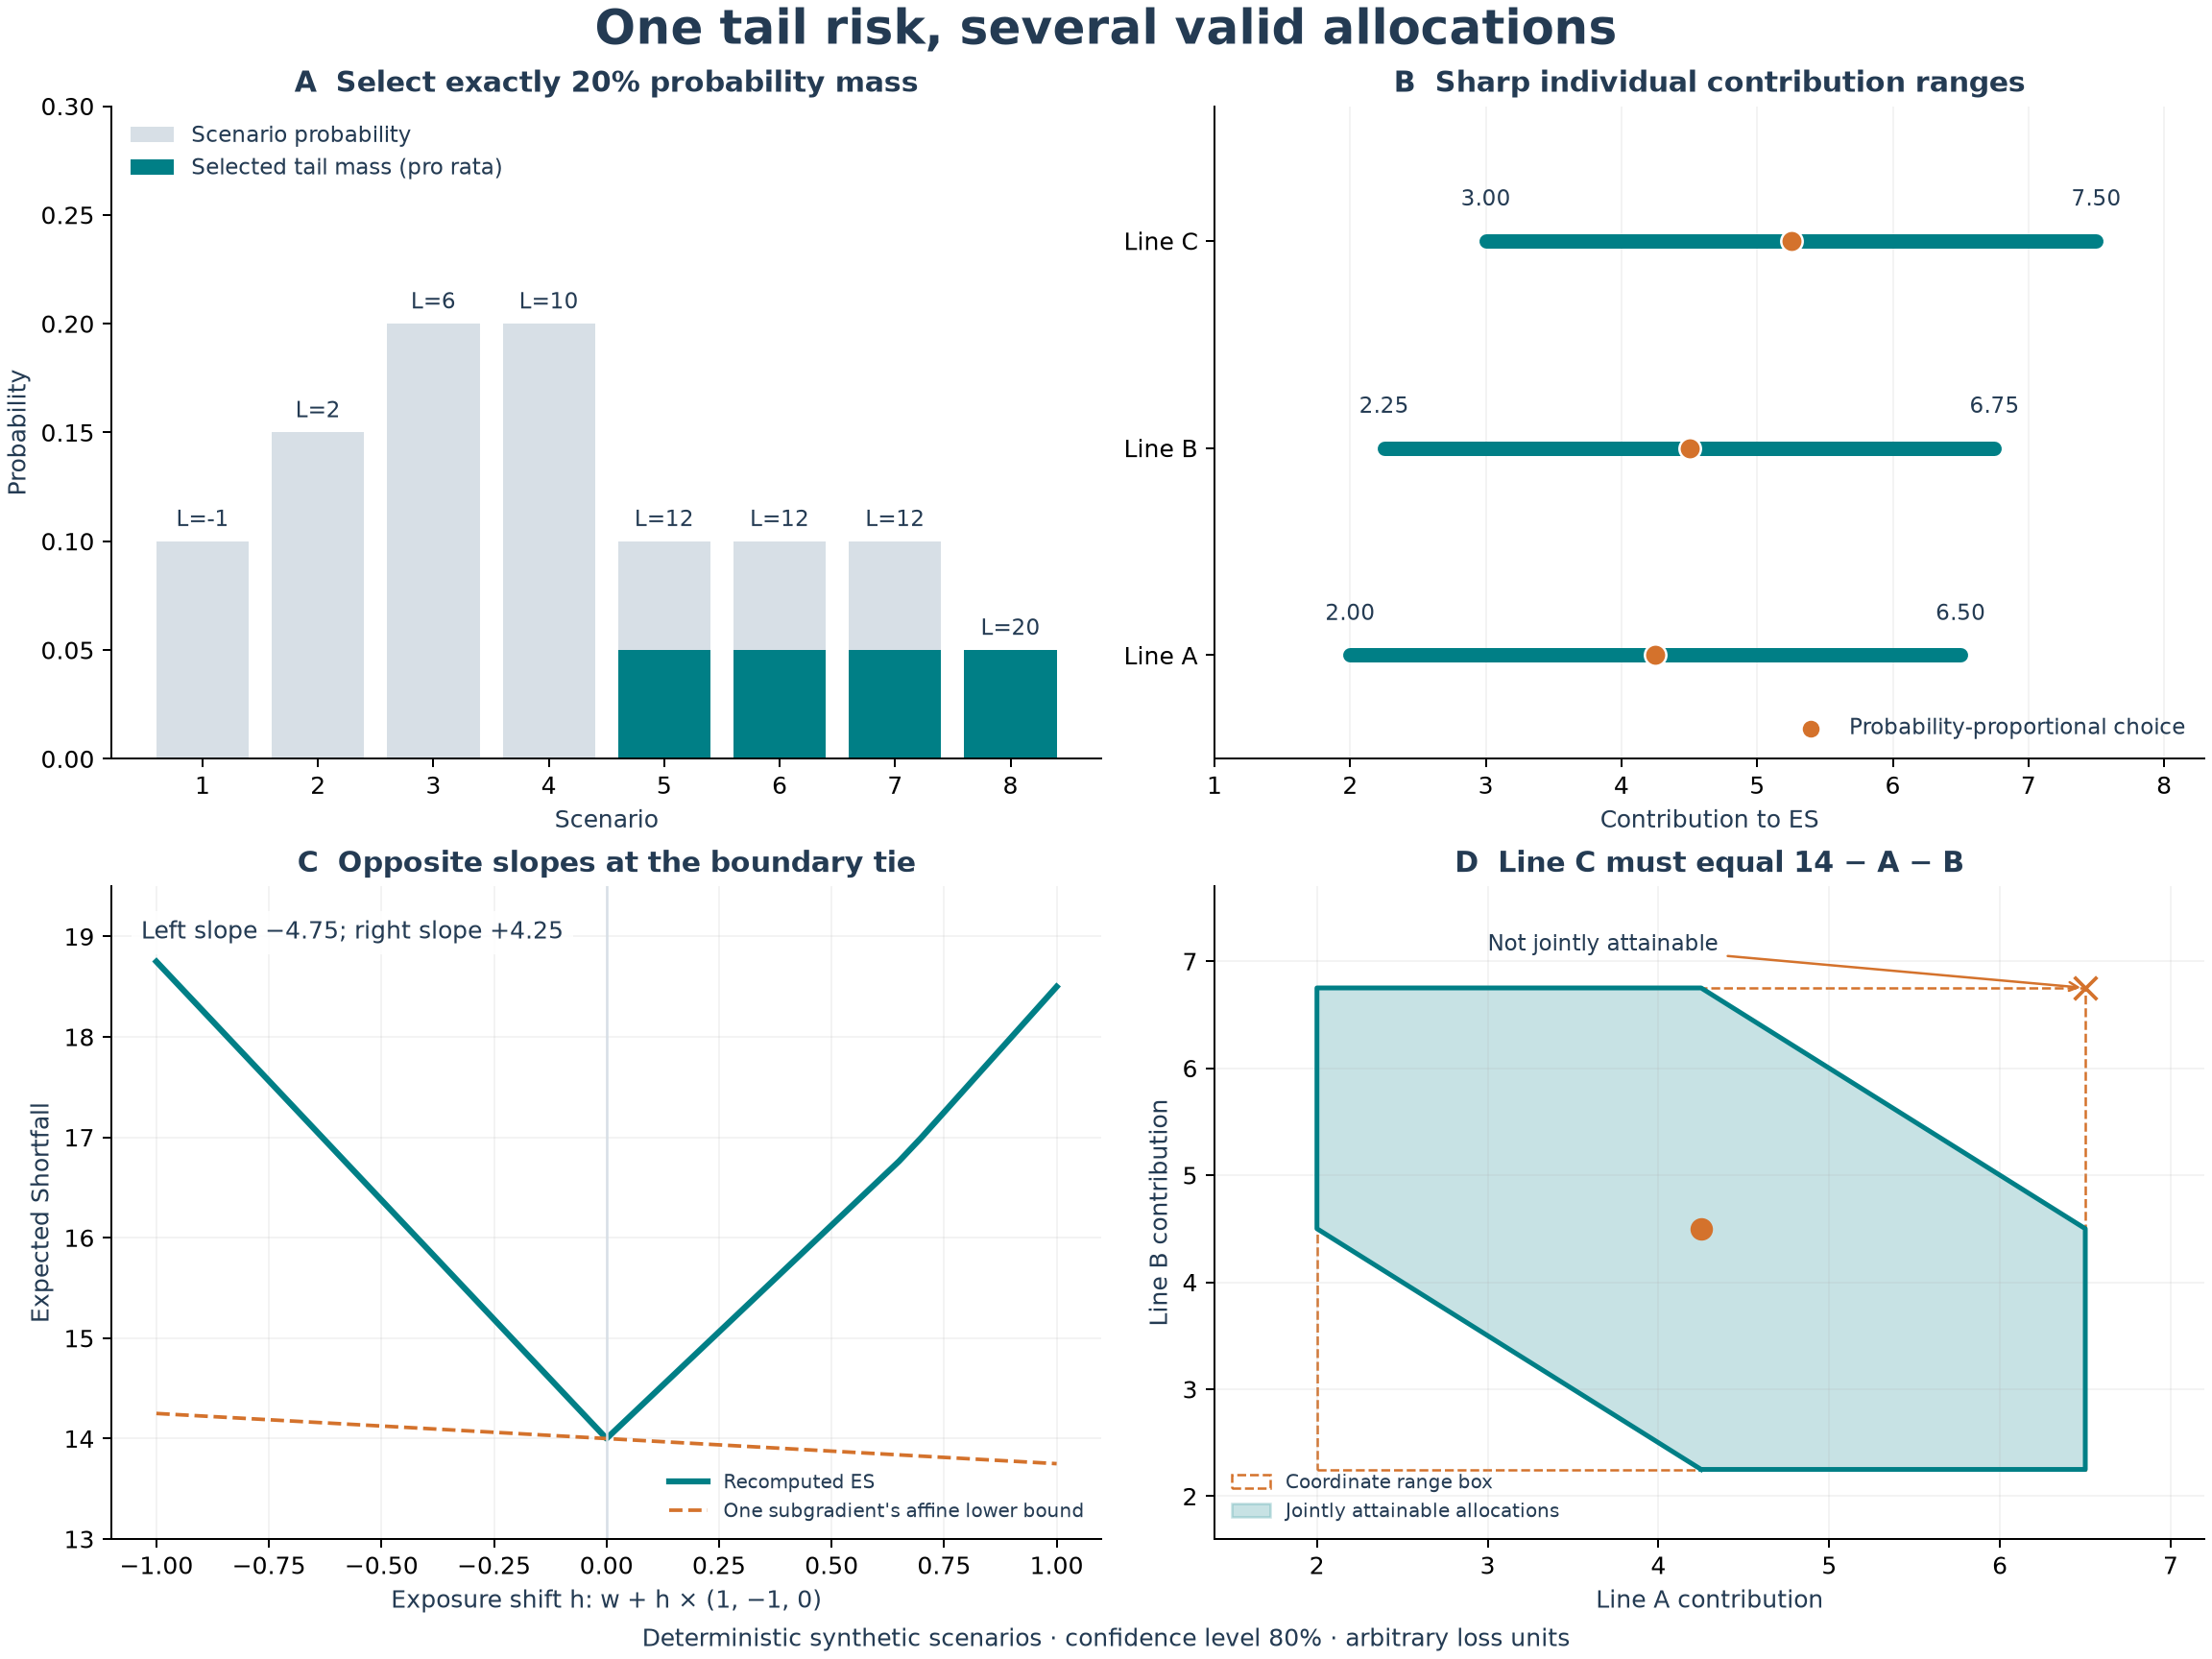 One tail risk, several valid allocations
A Select exactly 20% probability mass
Scenario probability
Selected tail mass (pro rata)
0.30
0.25
0.20
0.15
0.10
0.05
0.00
Probability
L=-1
L=2
L=6
L=10
L=12
L=12
L=12
L=20
1 2 3 4 5 6 7 8
Scenario
B Sharp individual contribution ranges
Line C
Line B
Line A
3.00
7.50
2.25
6.75
2.00
6.50
Probability-proportional choice
1 2 3 4 5 6 7 8
Contribution to ES
C Opposite slopes at the boundary tie
Left slope −4.75; right slope +4.25
19
18
17
16
15
14
13
Expected Shortfall
Recomputed ES
One subgradient's affine lower bound
−1.00 −0.75 −0.50 −0.25 0.00 0.25 0.50 0.75 1.00
Exposure shift h: w + h × (1, −1, 0)
D Line C must equal 14 − A − B
Not jointly attainable
7
6
5
4
3
2
Line B contribution
Coordinate range box
Jointly attainable allocations
2 3 4 5 6 7
Line A contribution
Deterministic synthetic scenarios · confidence level 80% · arbitrary loss units